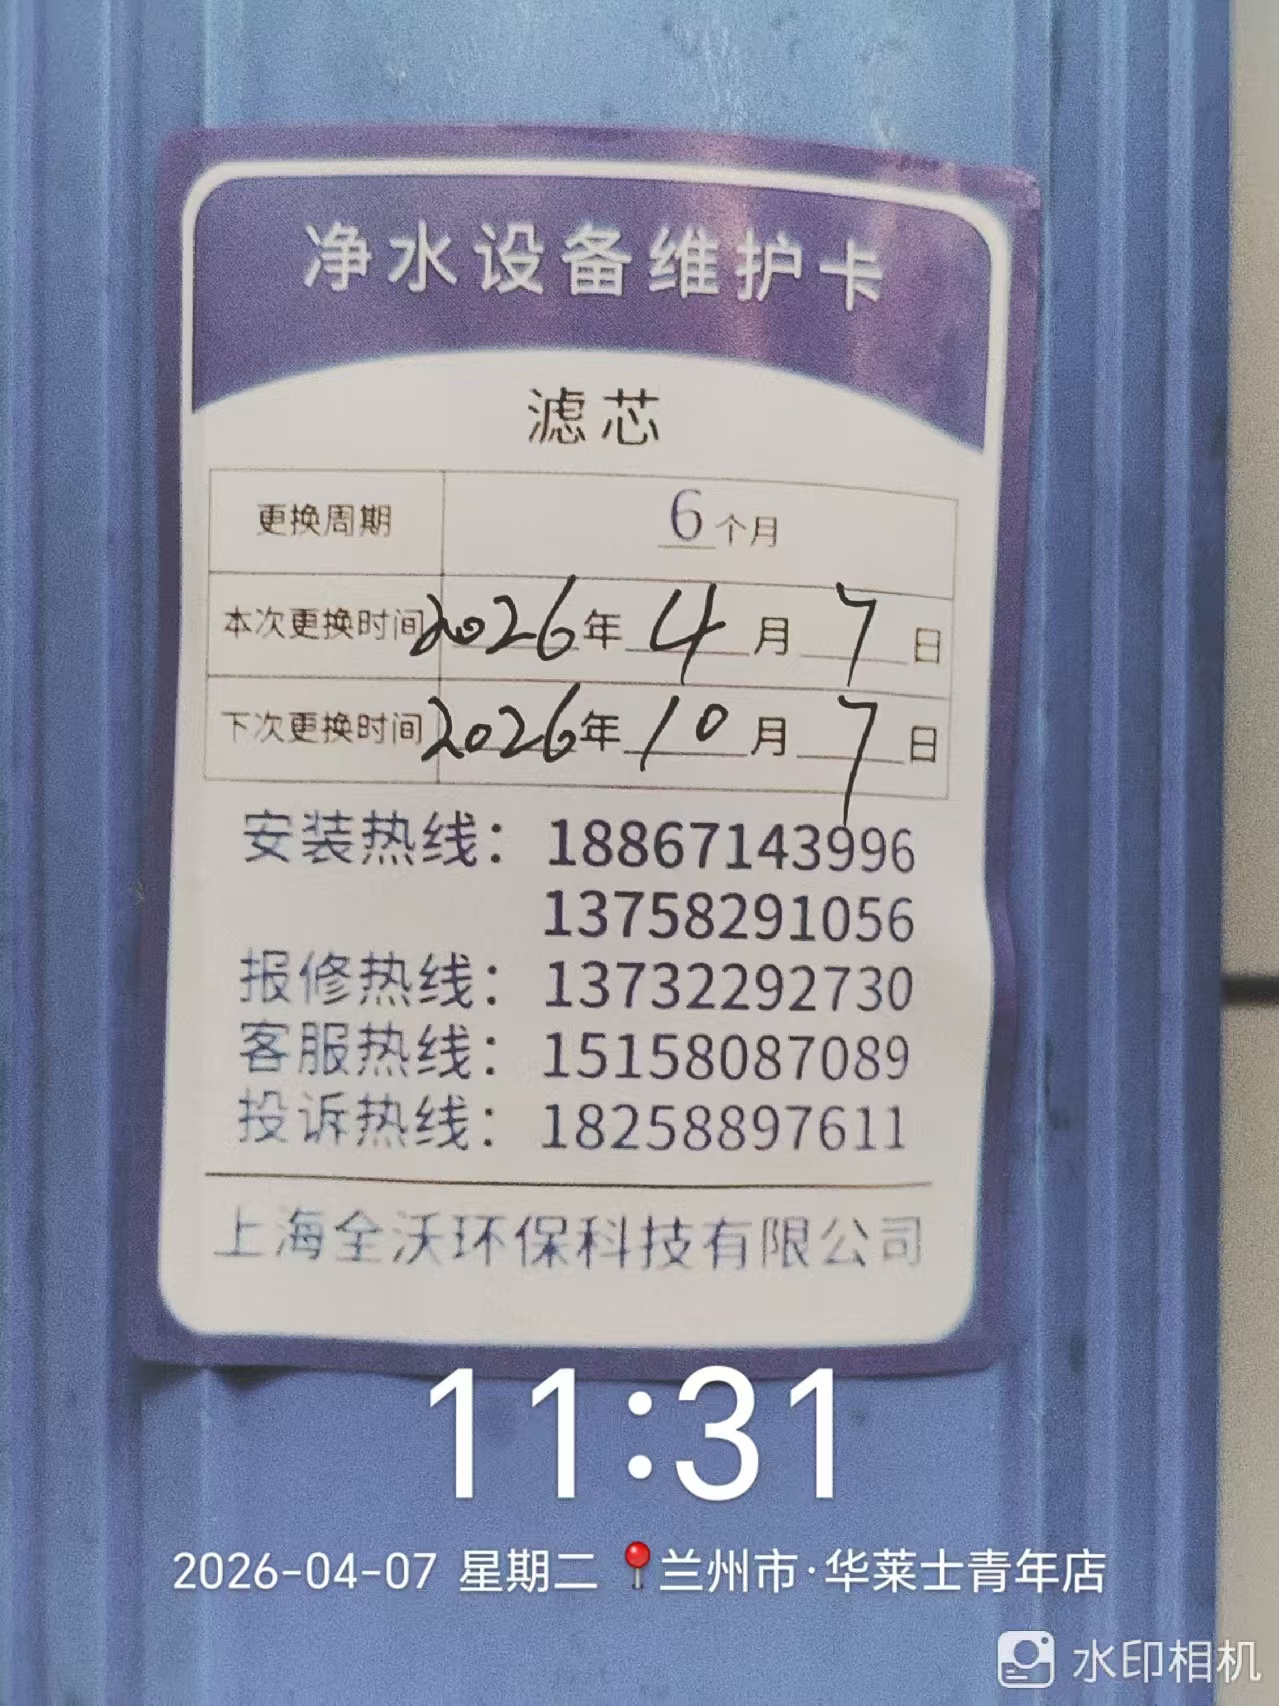 净水设备维护卡
滤芯
更换周期 6个月
本次更换时间 2026年4月7日
下次更换时间 2026年10月7日
安装热线：18867143996
13758291056
报修热线：13732292730
客服热线：15158087089
投诉热线：18258897611
上海全沃环保科技有限公司
11:31
2026-04-07 星期二 📍兰州市·华莱士青年店
水印相机